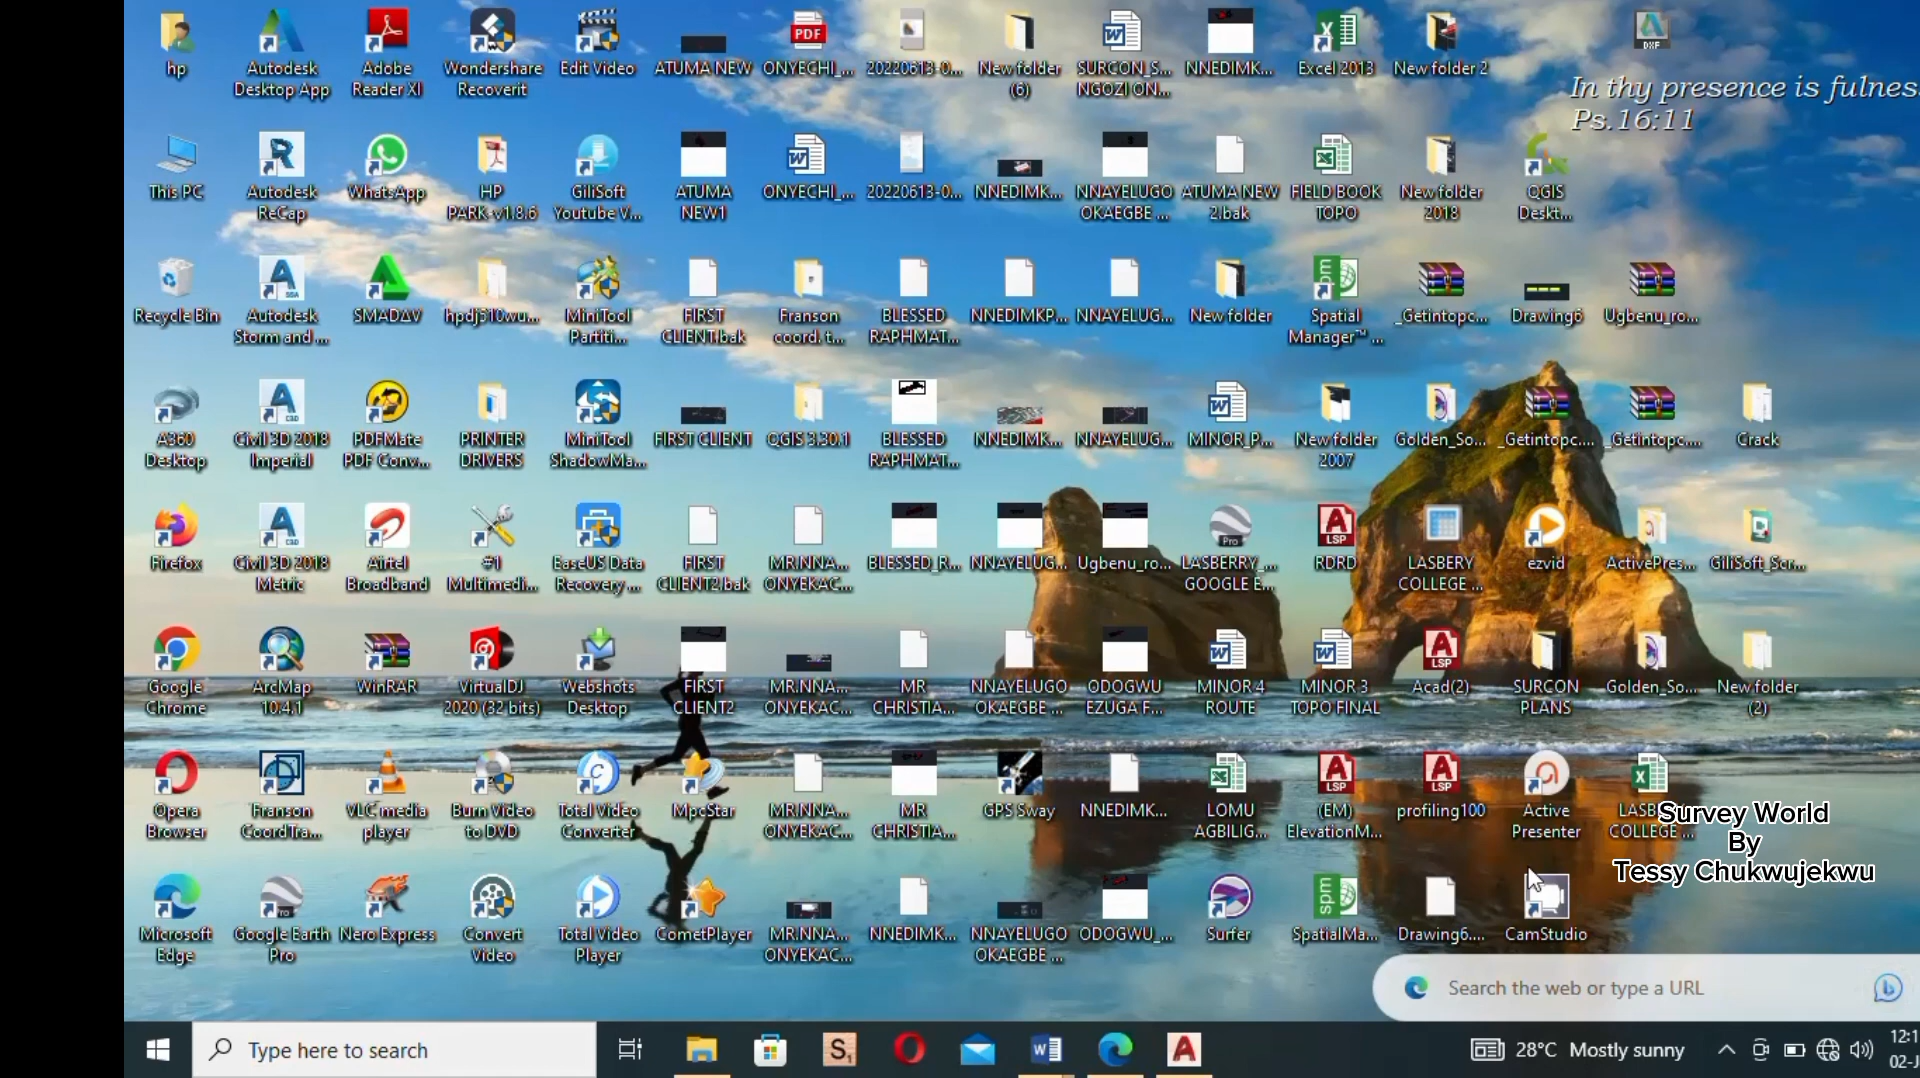 hp
Autodesk
Desktop App
Adobe
Reader XI
Wondershare
Recoverit
Edit Video
ATUMA NEW
PDF
ONYECHI_...
20220613-0...
New folder
(6)
SURCON_S...
NGOZI ON...
NNEDIMK...
Excel 2013
New folder 2
DXF
In thy presence is fulnes
Ps.16:11
This PC
Autodesk
ReCap
WhatsApp
HP
PARK-v1.8.6
GiliSoft
Youtube V...
ATUMA
NEW1
ONYECHI_...
20220613-0...
NNEDIMK...
NNAYELUGO
OKAEGBE ...
ATUMA NEW
2.bak
FIELD BOOK
TOPO
New folder
2018
QGIS
Deskt...
Recycle Bin
Autodesk
Storm and ...
SMADAV
hpdj510wu...
MiniTool
Partiti...
FIRST
CLIENT.bak
Franson
coord. t...
BLESSED
RAPHMAT...
NNEDIMKP...
NNAYELUG...
New folder
Spatial
Manager™ ...
_Getintopc...
Drawing6
Ugbenu_ro...
A360
Desktop
Civil 3D 2018
Imperial
PDFMate
PDF Conv...
PRINTER
DRIVERS
MiniTool
ShadowMa...
FIRST CLIENT
QGIS 3.30.1
BLESSED
RAPHMAT...
NNEDIMK...
NNAYELUG...
MINOR_P...
New folder
2007
Golden_So...
_Getintopc....
_Getintopc....
Crack
Firefox
Civil 3D 2018
Metric
Airtel
Broadband
#1
Multimedi...
EaseUS Data
Recovery ...
FIRST
CLIENT2.bak
MR.NNA...
ONYEKAC...
BLESSED_R...
NNAYELUG...
Ugbenu_ro...
LASBERRY_...
GOOGLE E...
RDRD
LASBERY
COLLEGE ...
ezvid
ActivePres...
GiliSoft_Scr...
Google
Chrome
ArcMap
10.4.1
WinRAR
VirtualDJ
2020 (32 bits)
Webshots
Desktop
FIRST
CLIENT2
MR.NNA...
ONYEKAC...
MR
CHRISTIA...
NNAYELUGO
OKAEGBE ...
ODOGWU
EZUGA F...
MINOR 4
ROUTE
MINOR 3
TOPO FINAL
Acad(2)
SURCON
PLANS
Golden_So...
New folder
(2)
Opera
Browser
Franson
CoordTra...
VLC media
player
Burn Video
to DVD
Total Video
Converter
MpcStar
MR.NNA...
ONYEKAC...
MR
CHRISTIA...
GPS Sway
NNEDIMK...
LOMU
AGBILIG...
(EM)
ElevationM...
profiling100
Active
Presenter
LASB
COLLEGE ...
Survey World
By
Tessy Chukwujekwu
Microsoft
Edge
Google Earth
Pro
Nero Express
Convert
Video
Total Video
Player
CometPlayer
MR.NNA...
ONYEKAC...
NNEDIMK...
NNAYELUGO
OKAEGBE ...
ODOGWU_...
Surfer
SpatialMa...
Drawing6....
CamStudio
Search the web or type a URL
Type here to search
28°C Mostly sunny
12:1
02-J